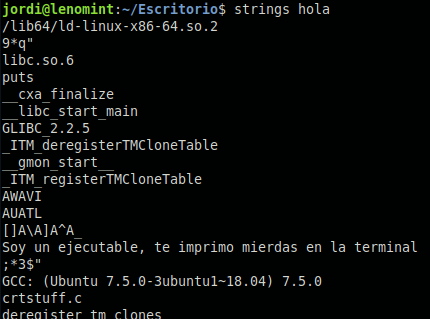 jordi@lenomint:~/Escritorio$ strings hola
/lib64/ld-linux-x86-64.so.2
9*q"
libc.so.6
puts
__cxa_finalize
__libc_start_main
GLIBC_2.2.5
_ITM_deregisterTMCloneTable
__gmon_start__
_ITM_registerTMCloneTable
AWAVI
AUATL
[]A\A]A^A_
Soy un ejecutable, te imprimo mierdas en la terminal
;*3$"
GCC: (Ubuntu 7.5.0-3ubuntu1~18.04) 7.5.0
crtstuff.c
deregister_tm_clones